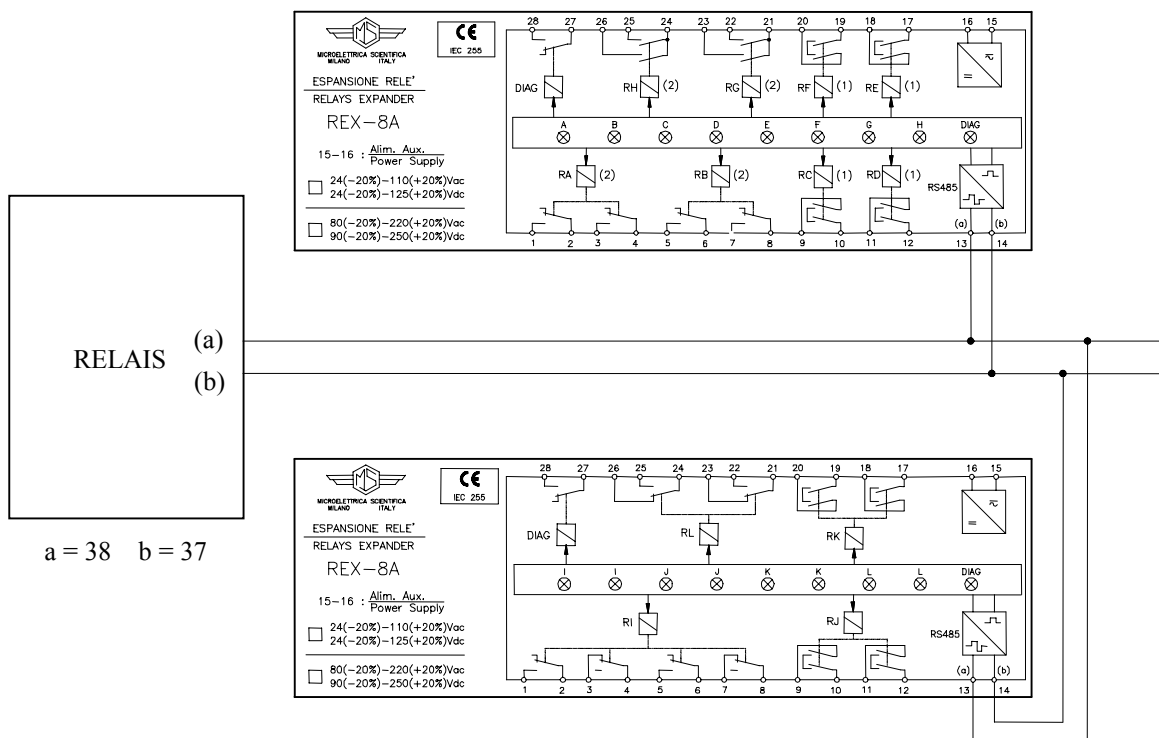 28 27 26 25 24 23 22 21 20 19 18 17 16 15
MS
MICROELETTRICA SCIENTIFICA
MILANO ITALY
CE
IEC 255
ESPANSIONE RELE'
RELAYS EXPANDER
REX-8A
15-16 : Alim. Aux.
Power Supply
24(-20%)-110(+20%)Vac
24(-20%)-125(+20%)Vdc
80(-20%)-220(+20%)Vac
90(-20%)-250(+20%)Vdc
DIAG RH (2) RG (2) RF (1) RE (1)
A B C D E F G H DIAG
RA (2) RB (2) RC (1) RD (1) RS485
(a) (b)
1 2 3 4 5 6 7 8 9 10 11 12 13 14
RELAIS
(a)
(b)
a = 38 b = 37
28 27 26 25 24 23 22 21 20 19 18 17 16 15
MS
MICROELETTRICA SCIENTIFICA
MILANO ITALY
CE
IEC 255
ESPANSIONE RELE'
RELAYS EXPANDER
REX-8A
15-16 : Alim. Aux.
Power Supply
24(-20%)-110(+20%)Vac
24(-20%)-125(+20%)Vdc
80(-20%)-220(+20%)Vac
90(-20%)-250(+20%)Vdc
DIAG RL RK
I I J J K K L L DIAG
RI RJ RS485
(a) (b)
1 2 3 4 5 6 7 8 9 10 11 12 13 14